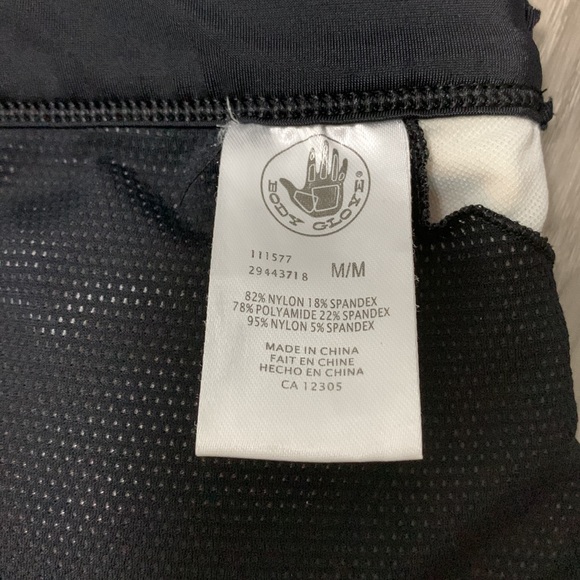 BODY GLOVE®
111577
29443718 M/M
82% NYLON 18% SPANDEX
78% POLYAMIDE 22% SPANDEX
95% NYLON 5% SPANDEX
MADE IN CHINA
FAIT EN CHINE
HECHO EN CHINA
CA 12305